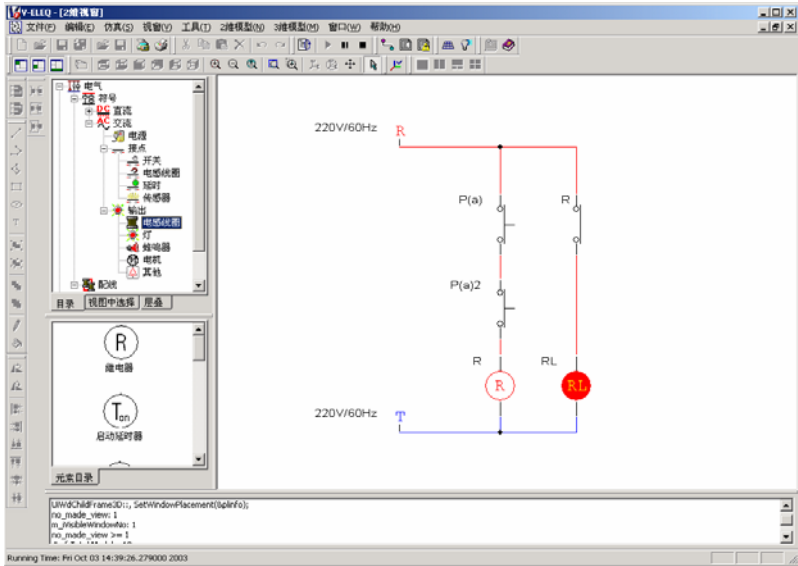 V-ELEQ - [2维视窗]
文件(F) 编辑(E) 仿真(S) 视窗(V) 工具(T) 2维模型(N) 3维模型(M) 窗口(W) 帮助(H)
电气
符号
DC 直流
AC 交流
电源
接点
开关
电感线圈
延时
传感器
输出
电感线圈
灯
蜂鸣器
电机
其他
配线
目录 视图中选择 层叠
R
继电器
Ton
启动延时器
元素目录
220V/60Hz R
P(a) R
P(a)2
R RL
R RL
220V/60Hz T
UiWdChildFrame3D::, SetWindowPlacement(&plinfo);
no_made_view: 1
m_iVisibleWindowNo: 1
no_made_view >= 1
Running Time: Fri Oct 03 14:39:26.279000 2003